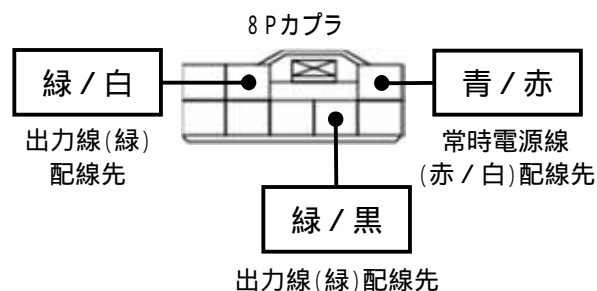 8Pカプラ
緑/白
青/赤
出力線(緑)
配線先
常時電源線
(赤/白)配線先
緑/黒
出力線(緑)配線先